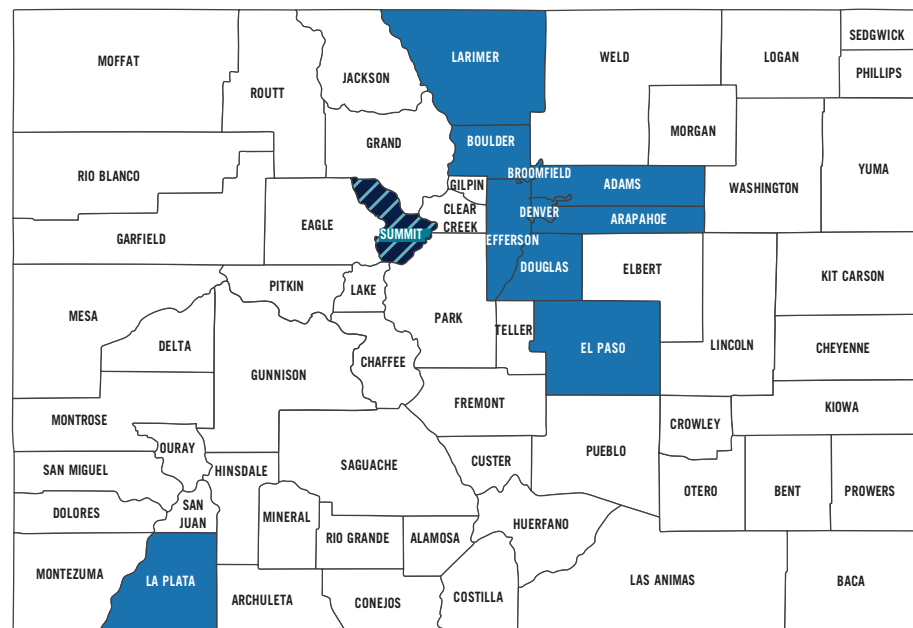 MOFFAT
ROUTT
JACKSON
LARIMER
WELD
LOGAN
SEDGWICK
PHILLIPS
MORGAN
GRAND
BOULDER
RIO BLANCO
BROOMFIELD
YUMA
WASHINGTON
GILPIN
ADAMS
GARFIELD
EAGLE
SUMMIT
CLEAR
CREEK
DENVER
ARAPAHOE
EFFERSON
DOUGLAS
ELBERT
KIT CARSON
PITKIN
LAKE
MESA
PARK
TELLER
DELTA
EL PASO
LINCOLN
CHEYENNE
GUNNISON
CHAFFEE
FREMONT
KIOWA
MONTROSE
CROWLEY
OURAY
PUEBLO
SAN MIGUEL
HINSDALE
SAGUACHE
CUSTER
OTERO
BENT
PROWERS
DOLORES
SAN
JUAN
MINERAL
RIO GRANDE
ALAMOSA
HUERFANO
MONTEZUMA
LA PLATA
ARCHULETA
CONEJOS
COSTILLA
LAS ANIMAS
BACA